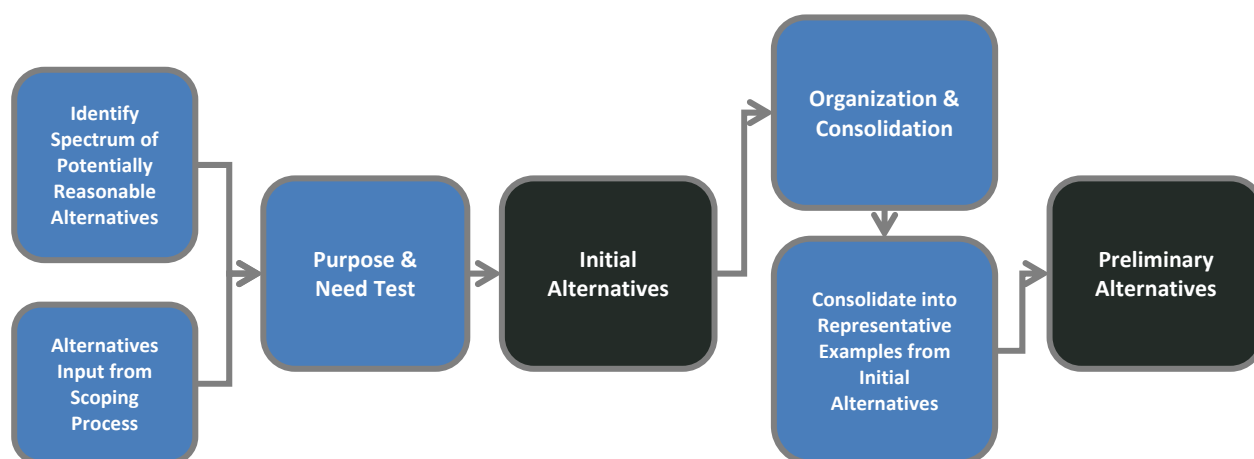 Identify
Spectrum of
Potentially
Reasonable
Alternatives
Alternatives
Input from
Scoping
Process
Purpose &
Need Test
Initial
Alternatives
Organization &
Consolidation
Consolidate into
Representative
Examples from
Initial
Alternatives
Preliminary
Alternatives